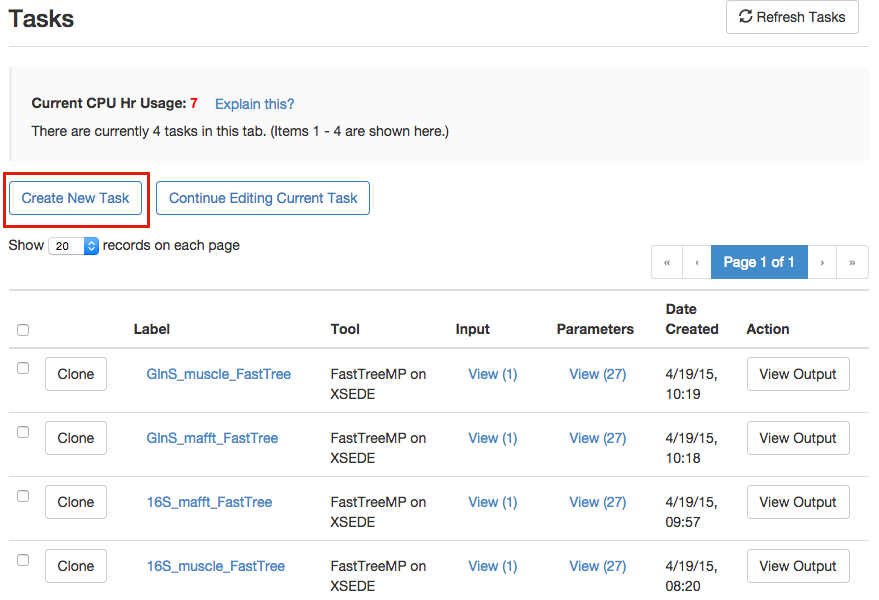 Tasks
Refresh Tasks
Current CPU Hr Usage: 7 Explain this?
There are currently 4 tasks in this tab. (Items 1 - 4 are shown here.)
Create New Task Continue Editing Current Task
Show 20 records on each page
« ‹ Page 1 of 1 › »
Label Tool Input Parameters Date Created Action
Clone GlnS_muscle_FastTree FastTreeMP on XSEDE View (1) View (27) 4/19/15, 10:19 View Output
Clone GlnS_mafft_FastTree FastTreeMP on XSEDE View (1) View (27) 4/19/15, 10:18 View Output
Clone 16S_mafft_FastTree FastTreeMP on XSEDE View (1) View (27) 4/19/15, 09:57 View Output
Clone 16S_muscle_FastTree FastTreeMP on XSEDE View (1) View (27) 4/19/15, 08:20 View Output